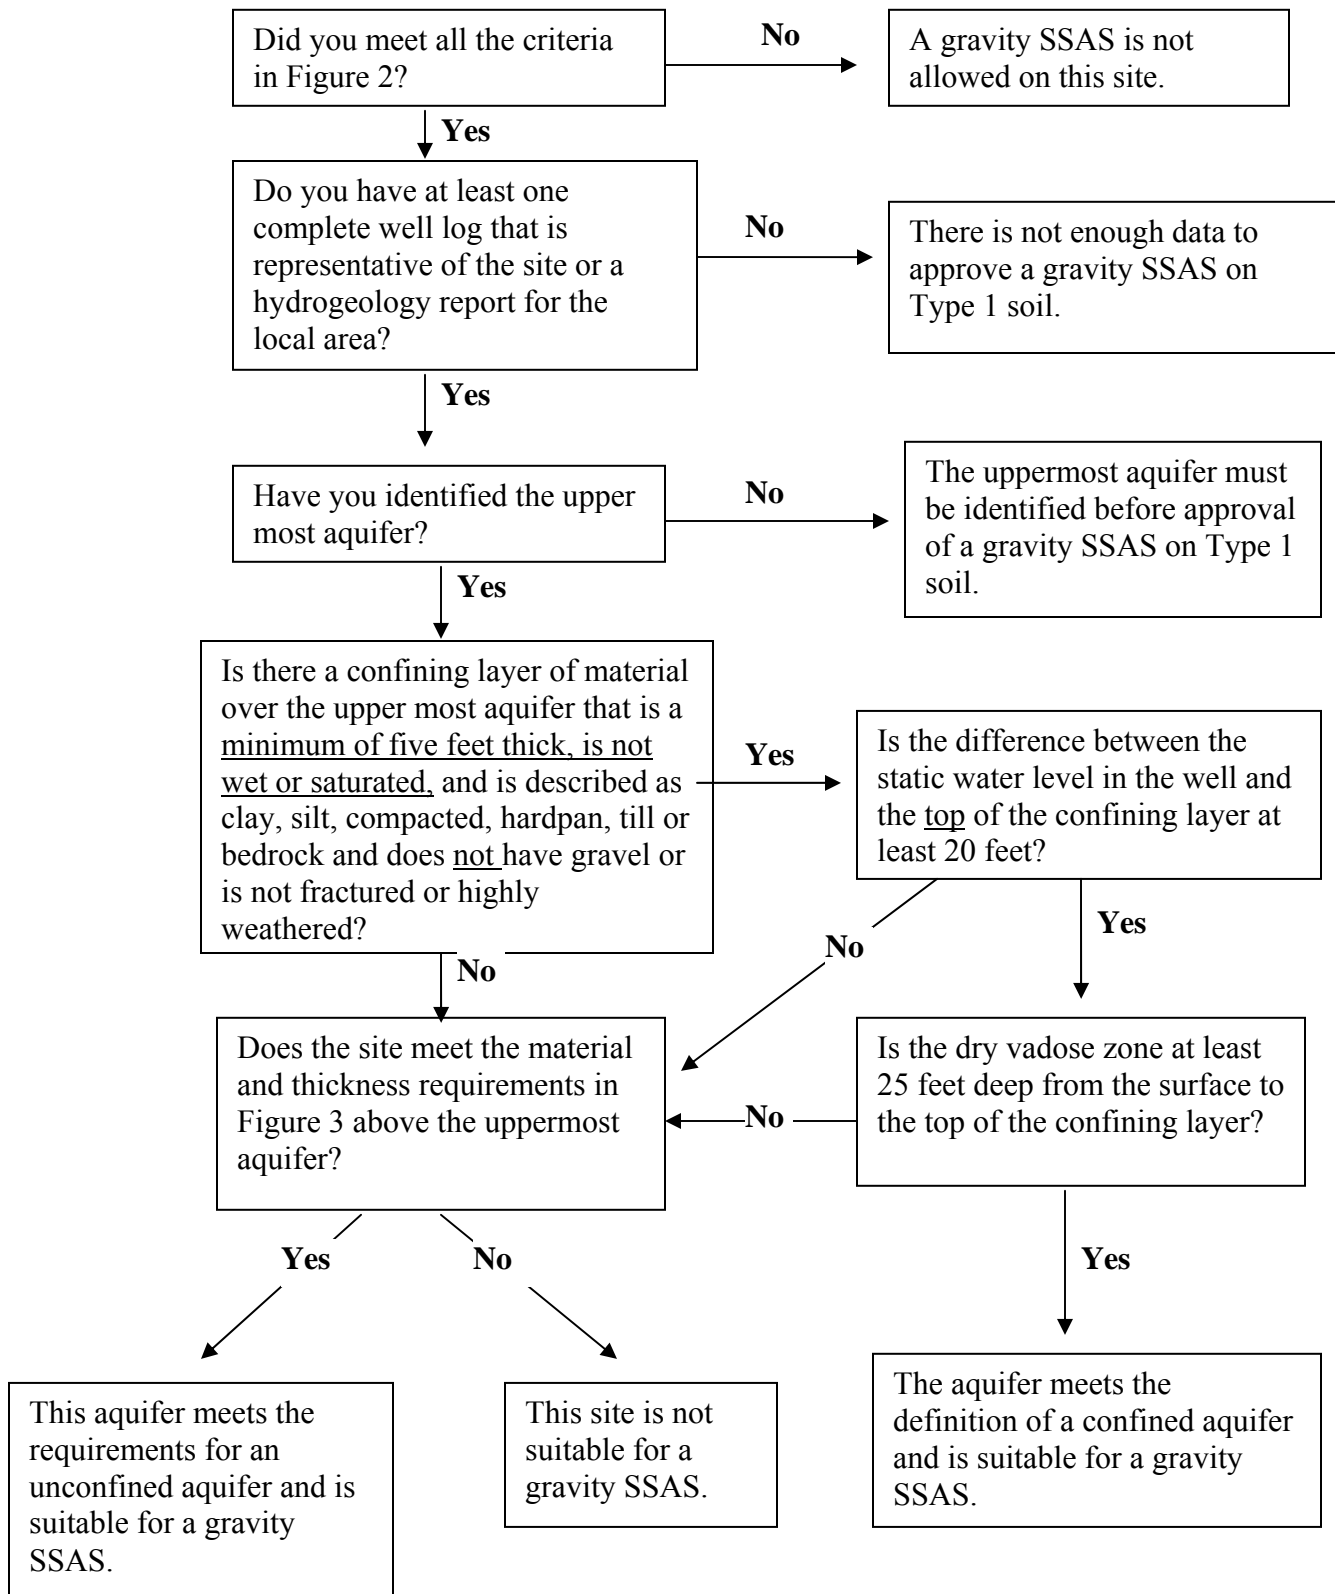 Did you meet all the criteria
in Figure 2?
No
A gravity SSAS is not
allowed on this site.
Yes
Do you have at least one
complete well log that is
representative of the site or a
hydrogeology report for the
local area?
No
There is not enough data to
approve a gravity SSAS on
Type 1 soil.
Yes
Have you identified the upper
most aquifer?
No
The uppermost aquifer must
be identified before approval
of a gravity SSAS on Type 1
soil.
Yes
Is there a confining layer of material
over the upper most aquifer that is a
minimum of five feet thick, is not
wet or saturated, and is described as
clay, silt, compacted, hardpan, till or
bedrock and does not have gravel or
is not fractured or highly
weathered?
Yes
Is the difference between the
static water level in the well and
the top of the confining layer at
least 20 feet?
No
No
Yes
Does the site meet the material
and thickness requirements in
Figure 3 above the uppermost
aquifer?
No
Is the dry vadose zone at least
25 feet deep from the surface to
the top of the confining layer?
Yes
No
Yes
This aquifer meets the
requirements for an
unconfined aquifer and is
suitable for a gravity
SSAS.
This site is not
suitable for a
gravity SSAS.
The aquifer meets the
definition of a confined aquifer
and is suitable for a gravity
SSAS.